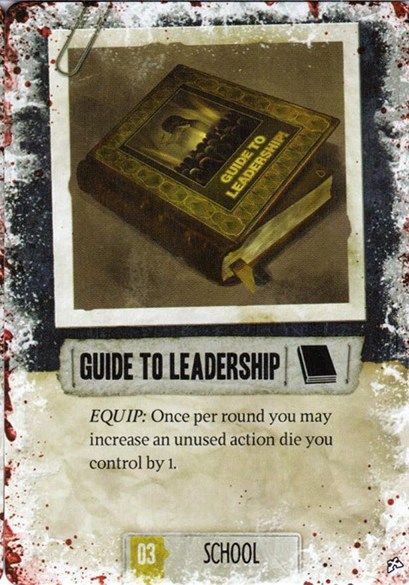 GUIDE TO
LEADERSHIP!
GUIDE TO LEADERSHIP
EQUIP: Once per round you may
increase an unused action die you
control by 1.
03 SCHOOL